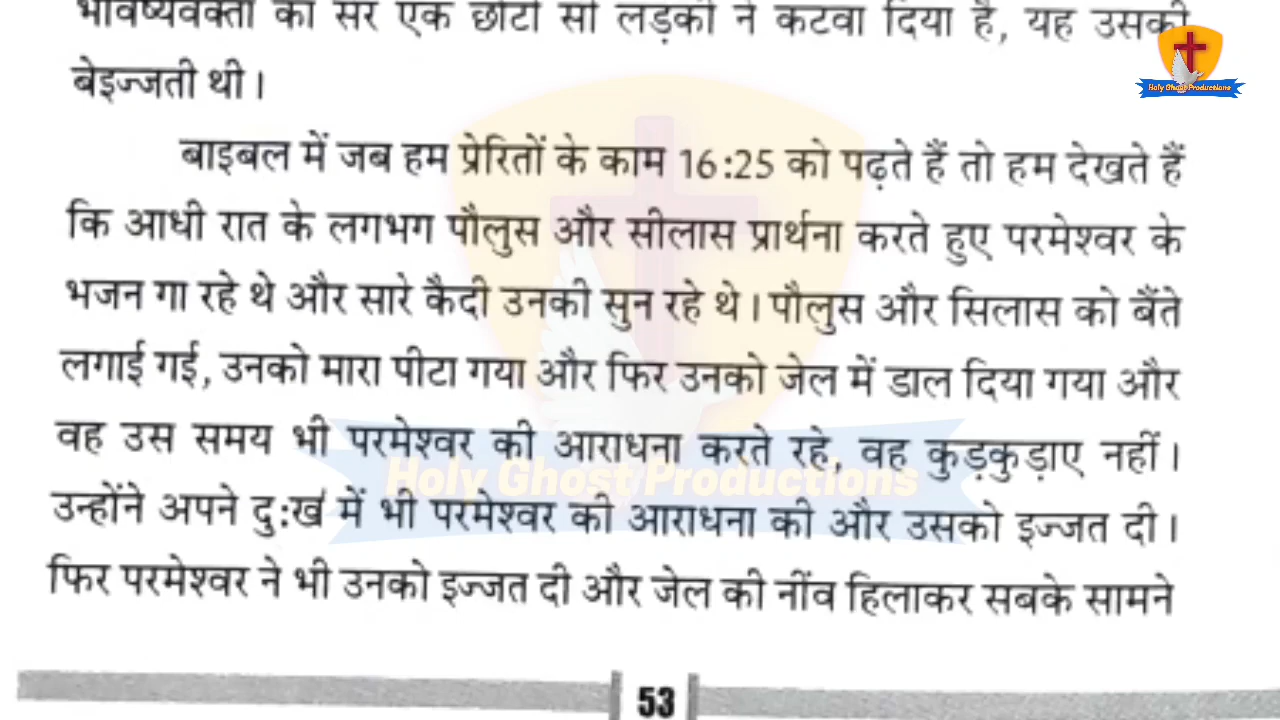 भविष्यवक्ता का सर एक छोटी सी लड़की ने कटवा दिया है, यह उसकी
Holy Ghost Productions
बेइज्जती थी।
बाइबल में जब हम प्रेरितों के काम 16:25 को पढ़ते हैं तो हम देखते हैं
कि आधी रात के लगभग पौलुस और सीलास प्रार्थना करते हुए परमेश्वर के
भजन गा रहे थे और सारे कैदी उनकी सुन रहे थे। पौलुस और सिलास को बैंते
लगाई गई, उनको मारा पीटा गया और फिर उनको जेल में डाल दिया गया और
वह उस समय भी परमेश्वर की आराधना करते रहे, वह कुड़कुड़ाए नहीं।
Holy Ghost Productions
उन्होंने अपने दुःख में भी परमेश्वर की आराधना की और उसको इज्जत दी।
फिर परमेश्वर ने भी उनको इज्जत दी और जेल की नींव हिलाकर सबके सामने
53